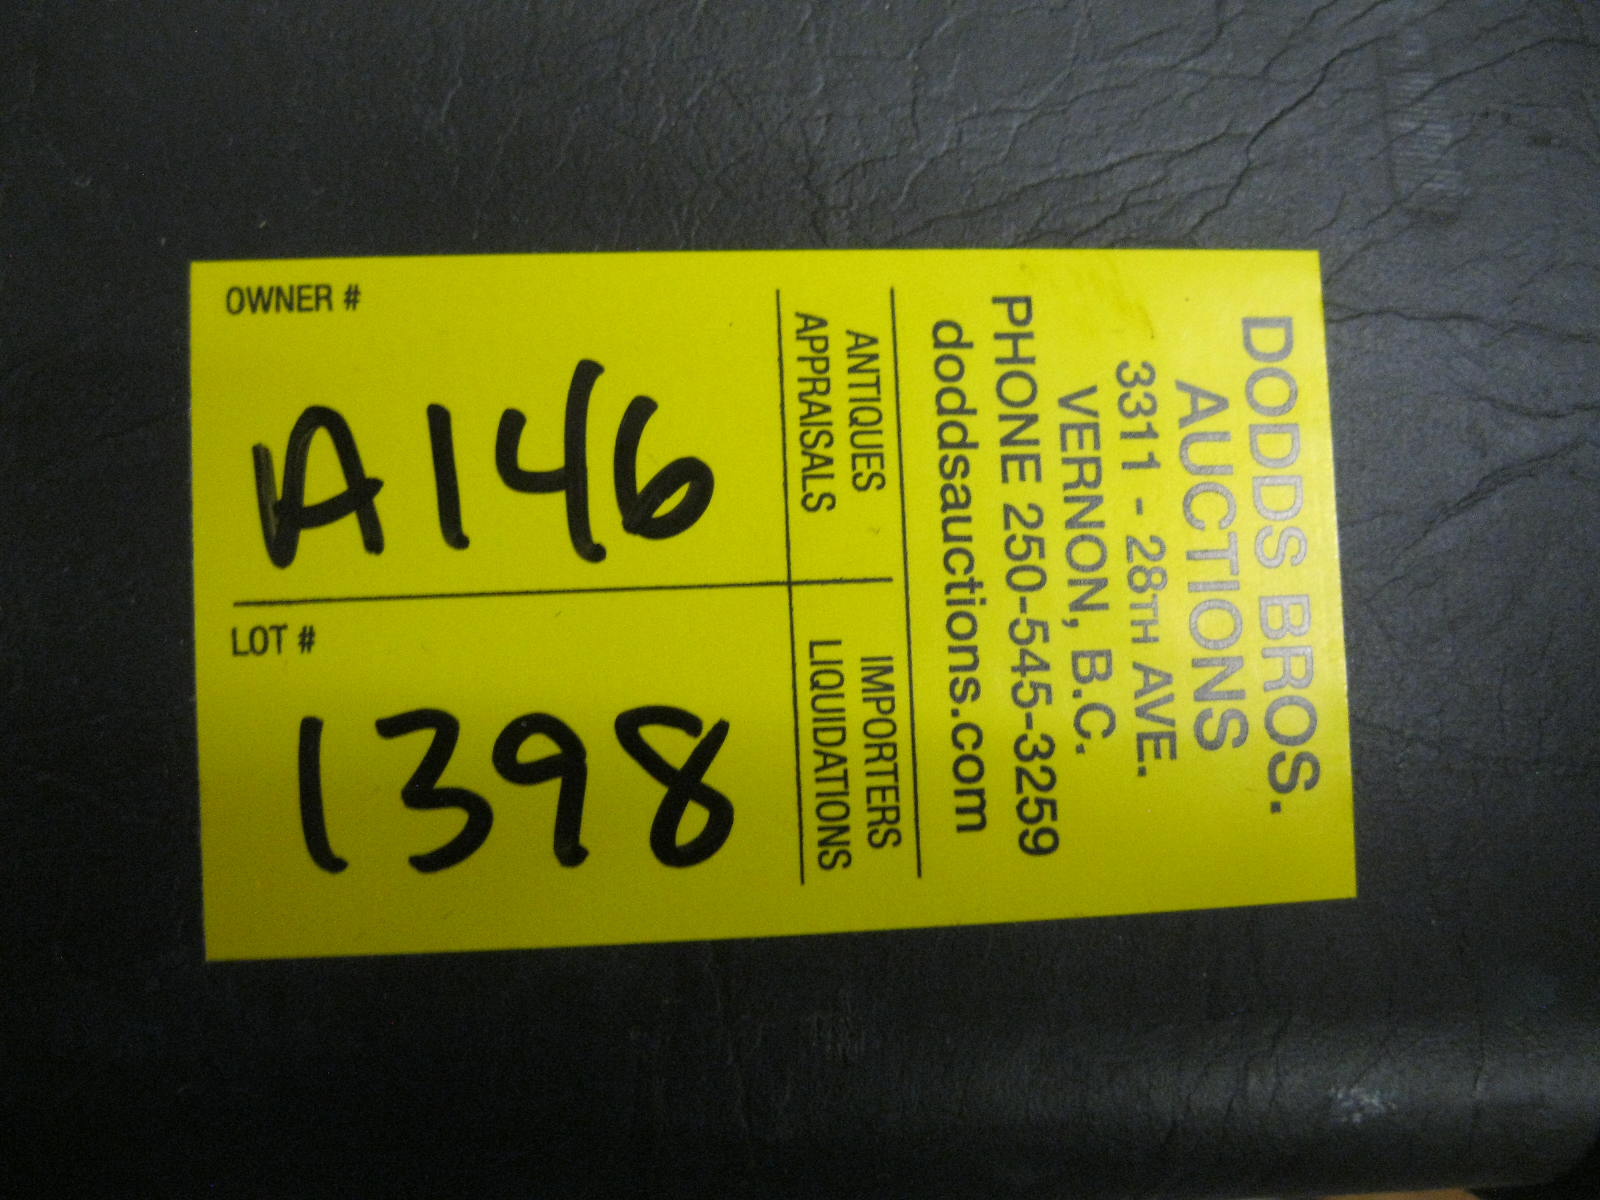 DODDS BROS.
AUCTIONS
3311 - 28TH AVE.
VERNON, B.C.
PHONE 250-545-3259
doddsauctions.com
ANTIQUES IMPORTERS
APPRAISALS LIQUIDATIONS
OWNER #
A146
LOT #
1398